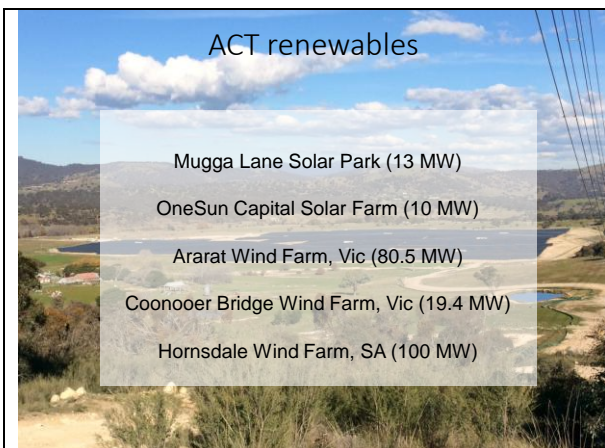 ACT renewables
Mugga Lane Solar Park (13 MW)
OneSun Capital Solar Farm (10 MW)
Ararat Wind Farm, Vic (80.5 MW)
Coonooer Bridge Wind Farm, Vic (19.4 MW)
Hornsdale Wind Farm, SA (100 MW)